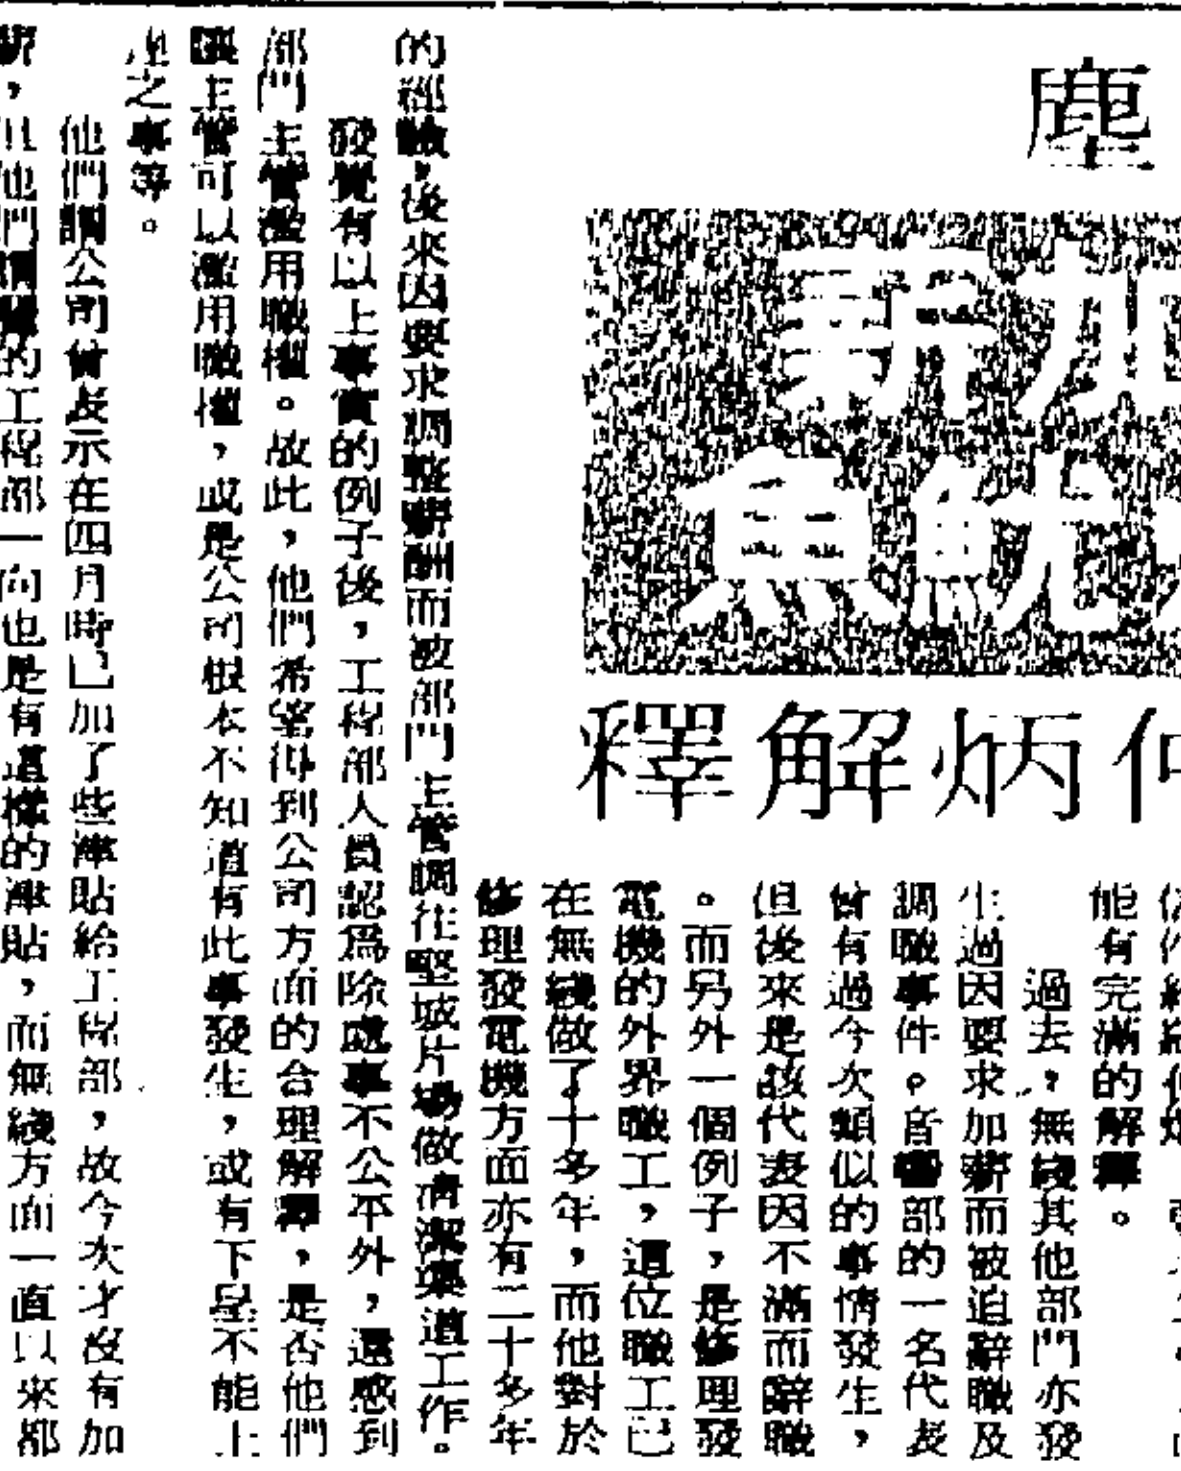 塵
薪加
魚魷
釋解炳仲
能有完滿的解釋。
過去,無綫其他部門亦發
生過因要求加薪而被迫辭職及
調職事件。音響部的一名代表
曾有過今次類似的事情發生,
但後來是該代表因不滿而辭職
。而另外一個例子,是修理發
電機的外界職工,這位職工已
在無綫做了十多年,而他對於
修理發電機方面亦有二十多年
的經驗,後來因要求調整薪酬而被部門主管調往堅城片場做清潔渠道工作。
發覺有以上事實的例子後,工程部人員認爲除處事不公平外,還感到
部門主管濫用職權。故此,他們希望得到公司方面的合理解釋,是否他們
主管可以濫用職權,或是公司根本不知道有此事發生,或有下呈不能上
之事等。
他們謂公司曾表示在四月時已加了些津貼給工程部,故今次才沒有加
薪,但他們謂的工程部一向也是有這樣的津貼,而無綫方面一直以來都